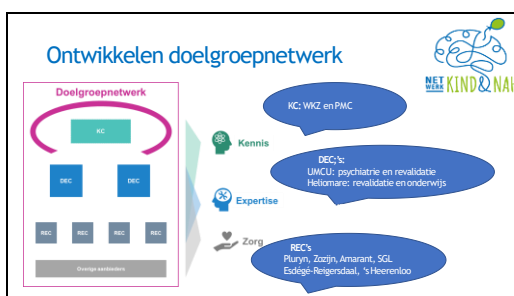 Ontwikkelen doelgroepnetwerk
NET
WERK KIND & NAH
Doelgroepnetwerk
KC
DEC
DEC
REC
REC
REC
REC
Overige aanbieders
Kennis
Expertise
Zorg
KC: WKZ en PMC
DEC;'s:
UMCU: psychiatrie en revalidatie
Heliomare: revalidatie en onderwijs
REC's
Pluryn, Zozijn, Amarant, SGL
Esdégé-Reigersdaal, 's Heerenloo